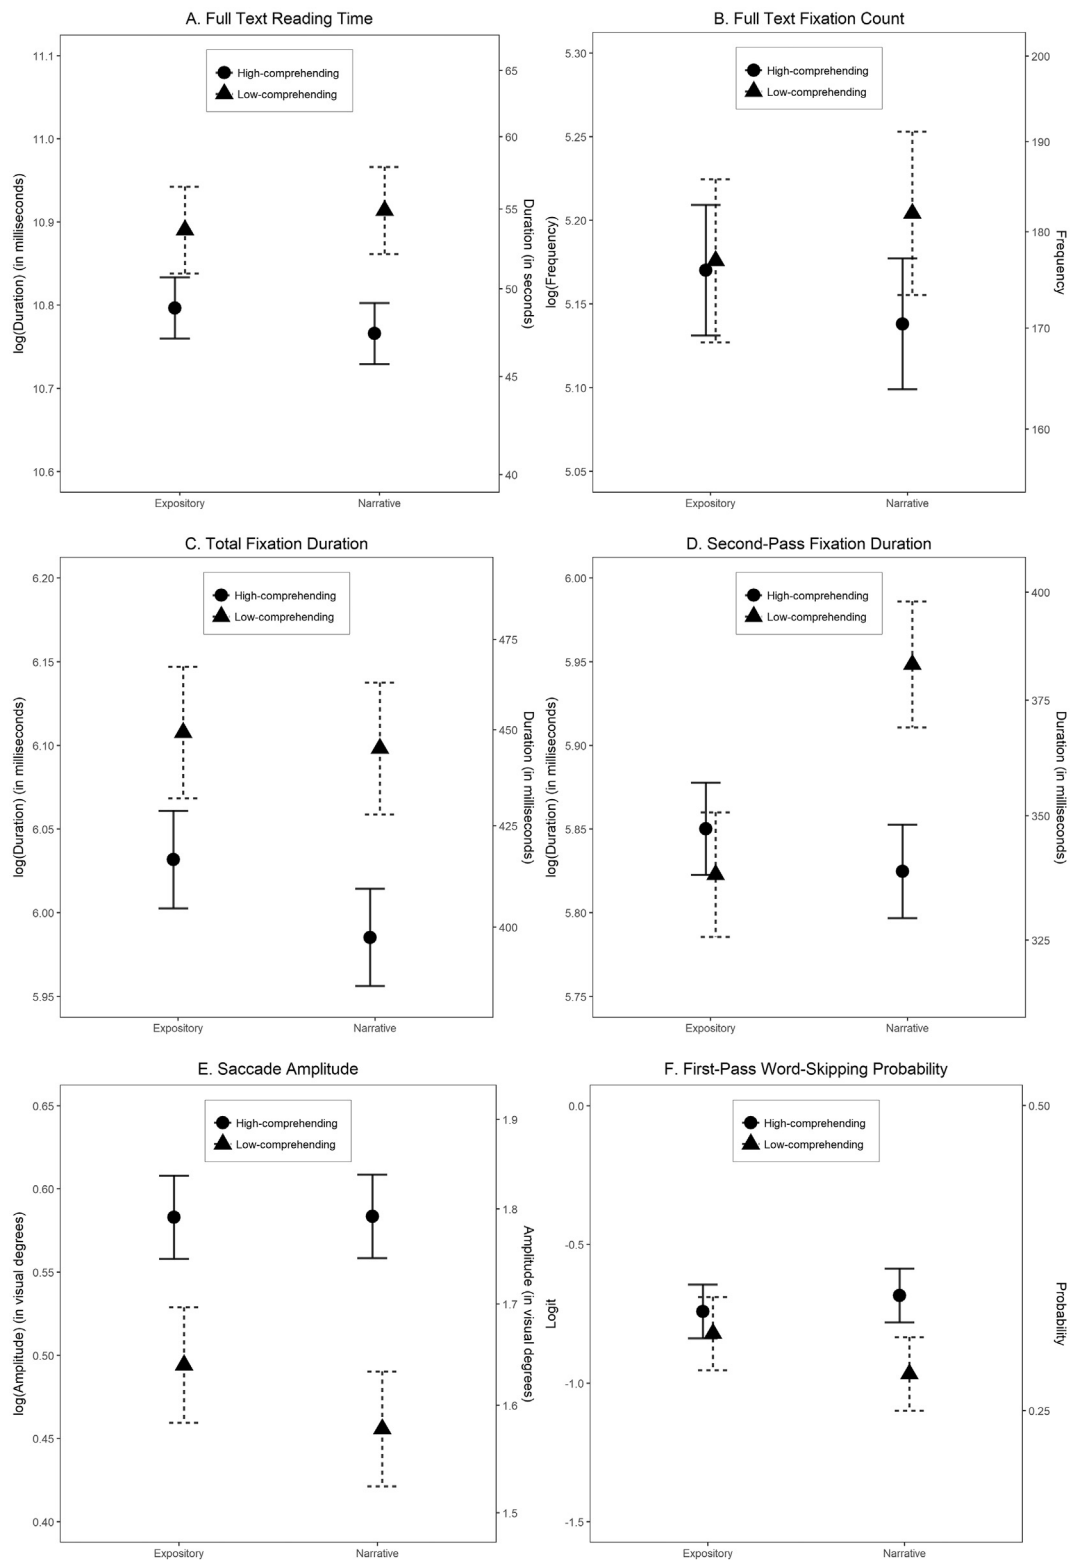 A. Full Text Reading Time
High-comprehending
Low-comprehending
log(Duration) (in milliseconds)
11.1
11.0
10.9
10.8
10.7
10.6
65
60
55
50
45
40
Duration (in seconds)
Expository
Narrative
B. Full Text Fixation Count
High-comprehending
Low-comprehending
log(Frequency)
5.30
5.25
5.20
5.15
5.10
5.05
200
190
180
170
160
Frequency
Expository
Narrative
C. Total Fixation Duration
High-comprehending
Low-comprehending
log(Duration) (in milliseconds)
6.20
6.15
6.10
6.05
6.00
5.95
475
450
425
400
Duration (in milliseconds)
Expository
Narrative
D. Second-Pass Fixation Duration
High-comprehending
Low-comprehending
log(Duration) (in milliseconds)
6.00
5.95
5.90
5.85
5.80
5.75
400
375
350
325
Duration (in milliseconds)
Expository
Narrative
E. Saccade Amplitude
High-comprehending
Low-comprehending
log(Amplitude) (in visual degrees)
0.65
0.60
0.55
0.50
0.45
0.40
1.9
1.8
1.7
1.6
1.5
Amplitude (in visual degrees)
Expository
Narrative
F. First-Pass Word-Skipping Probability
High-comprehending
Low-comprehending
Logit
0.0
-0.5
-1.0
-1.5
0.50
0.25
Probability
Expository
Narrative